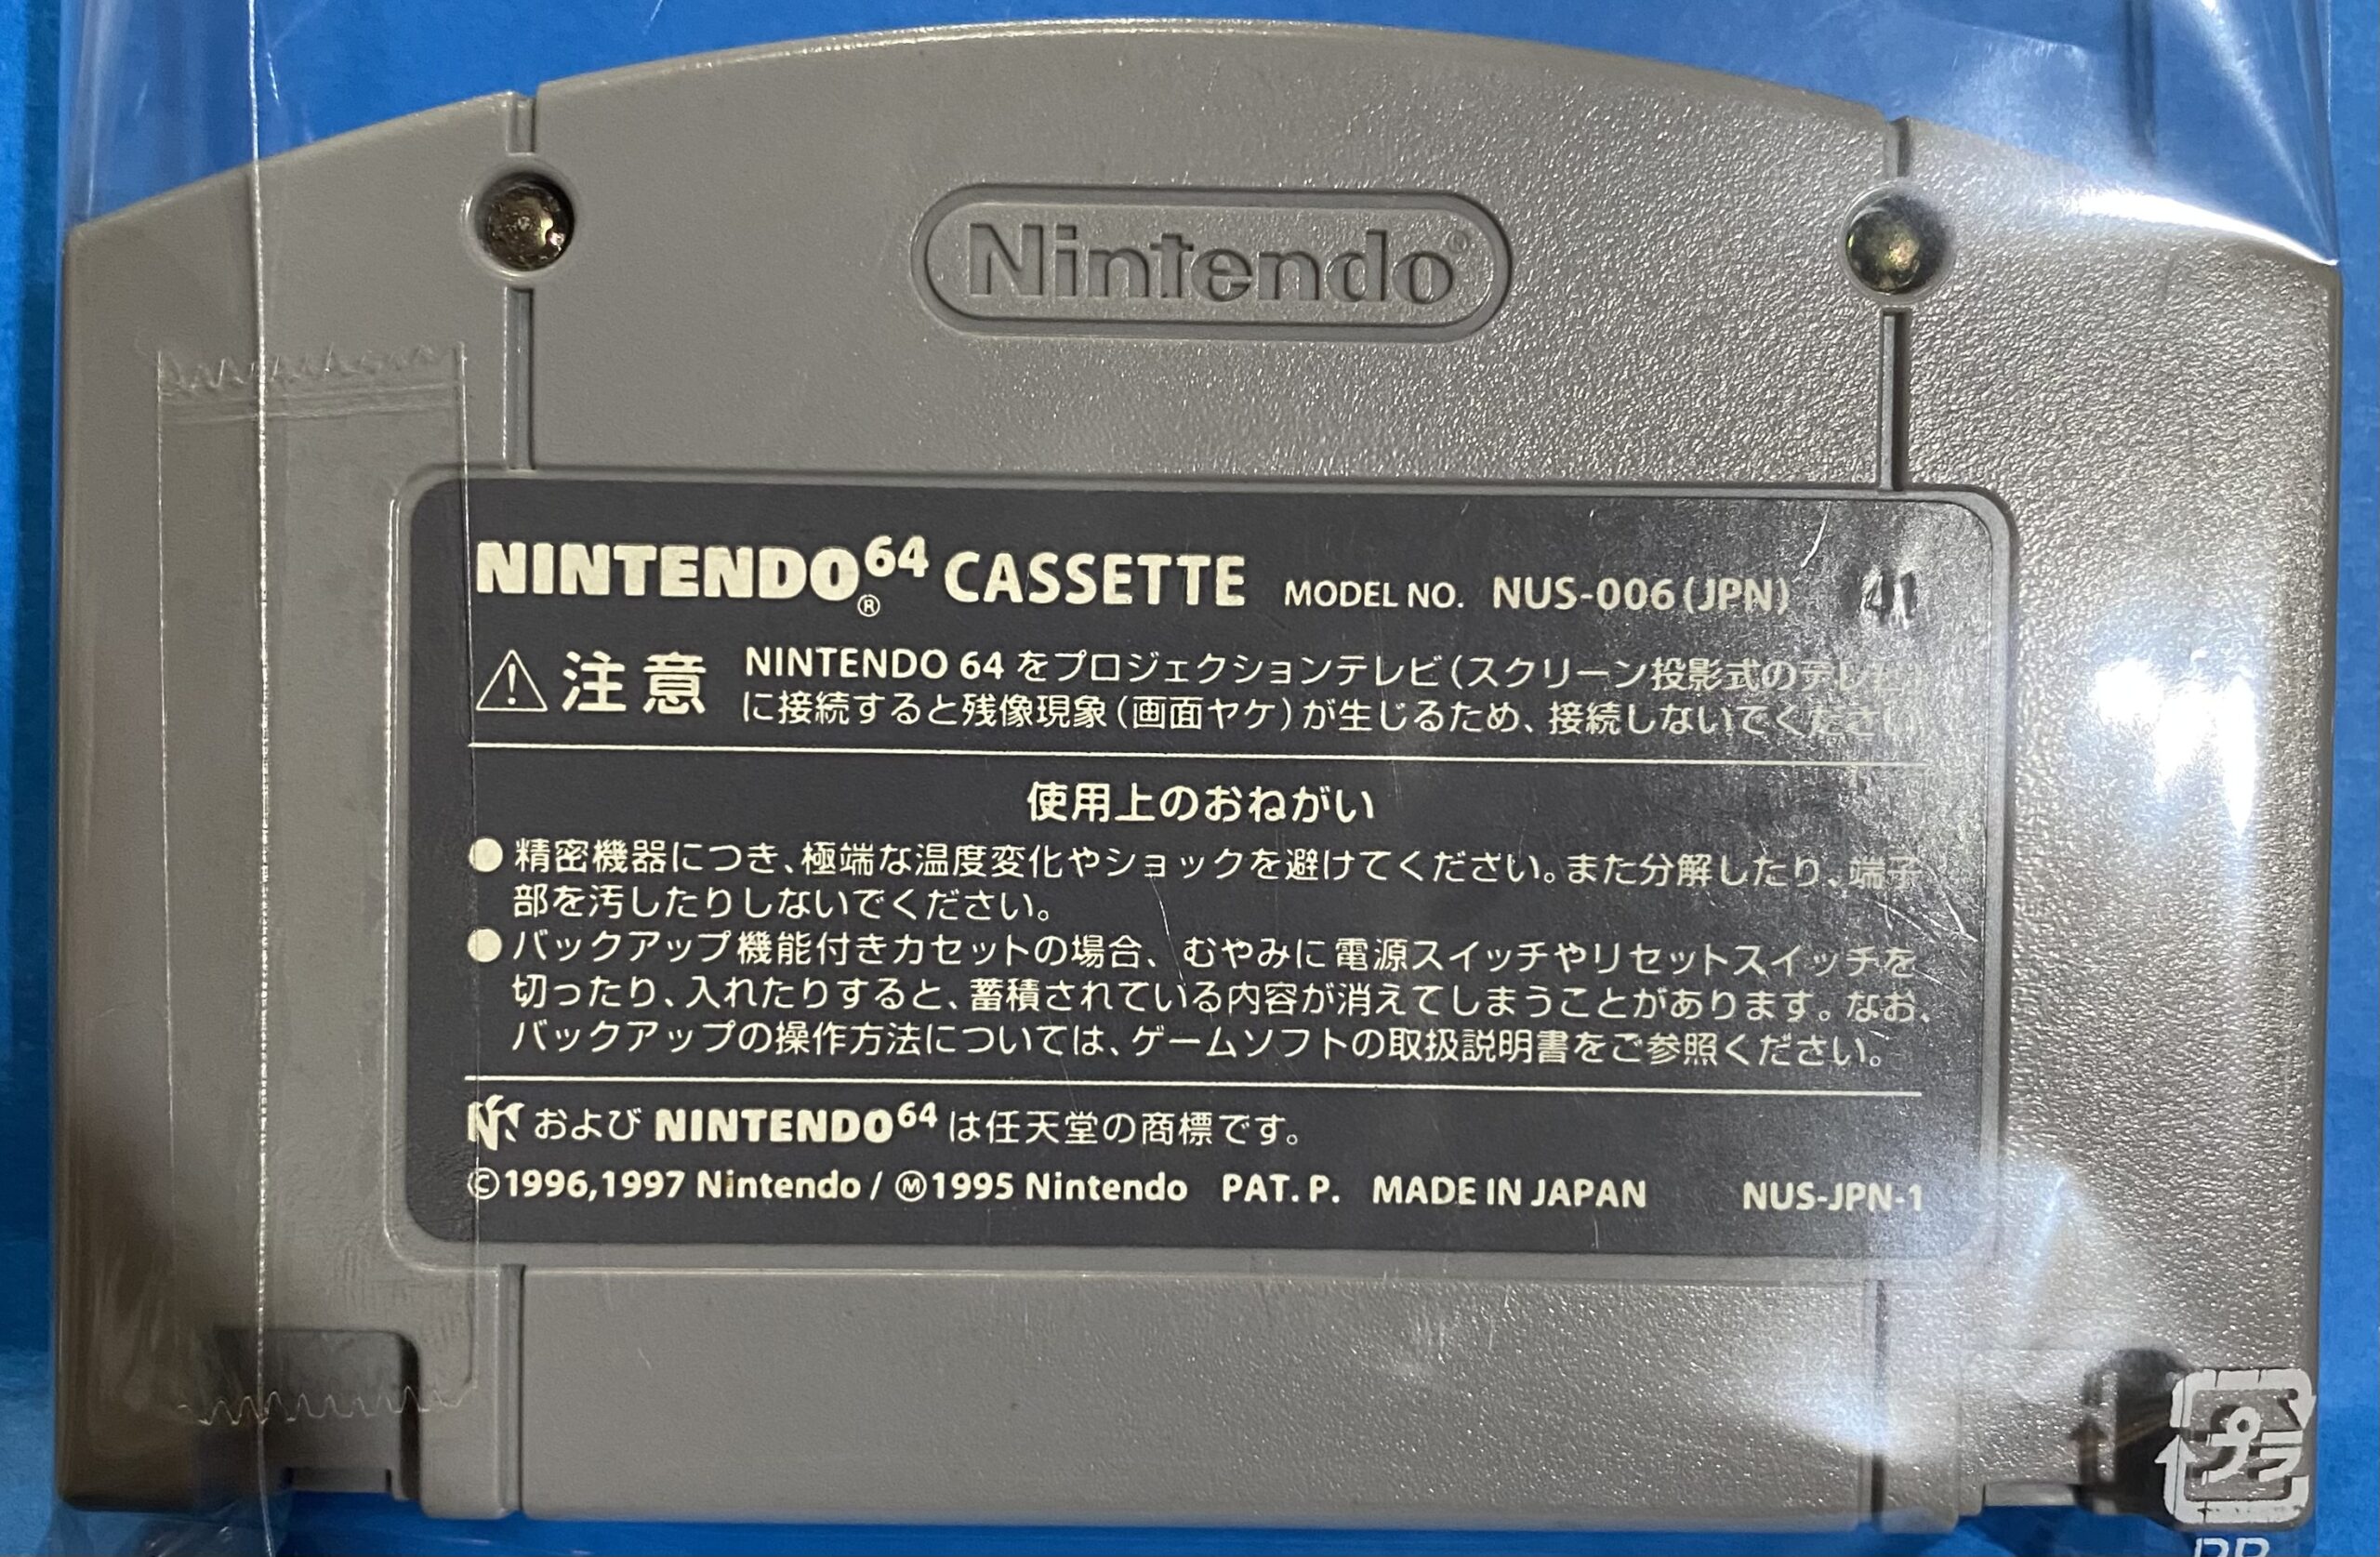 Nintendo®
NINTENDO64® CASSETTE MODEL NO. NUS-006(JPN) 41
⚠注意 NINTENDO 64 をプロジェクションテレビ(スクリーン投影式のテレビ)
に接続すると残像現象(画面ヤケ)が生じるため、接続しないでください。
使用上のおねがい
●精密機器につき、極端な温度変化やショックを避けてください。また分解したり、端子
部を汚したりしないでください。
●バックアップ機能付きカセットの場合、むやみに電源スイッチやリセットスイッチを
切ったり、入れたりすると、蓄積されている内容が消えてしまうことがあります。なお、
バックアップの操作方法については、ゲームソフトの取扱説明書をご参照ください。
および NINTENDO64 は任天堂の商標です。
©1996,1997 Nintendo / Ⓜ1995 Nintendo PAT. P. MADE IN JAPAN NUS-JPN-1
プラ
PP